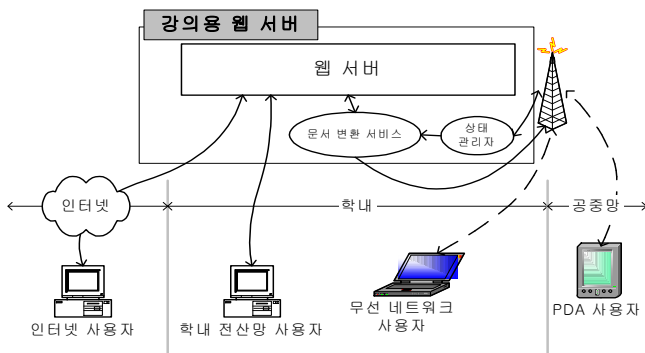 강의용 웹 서버
웹 서버
문서 변환 서비스
상태
관리자
인터넷
학내
공중망
인터넷 사용자
학내 전산망 사용자
무선 네트워크
사용자
PDA 사용자